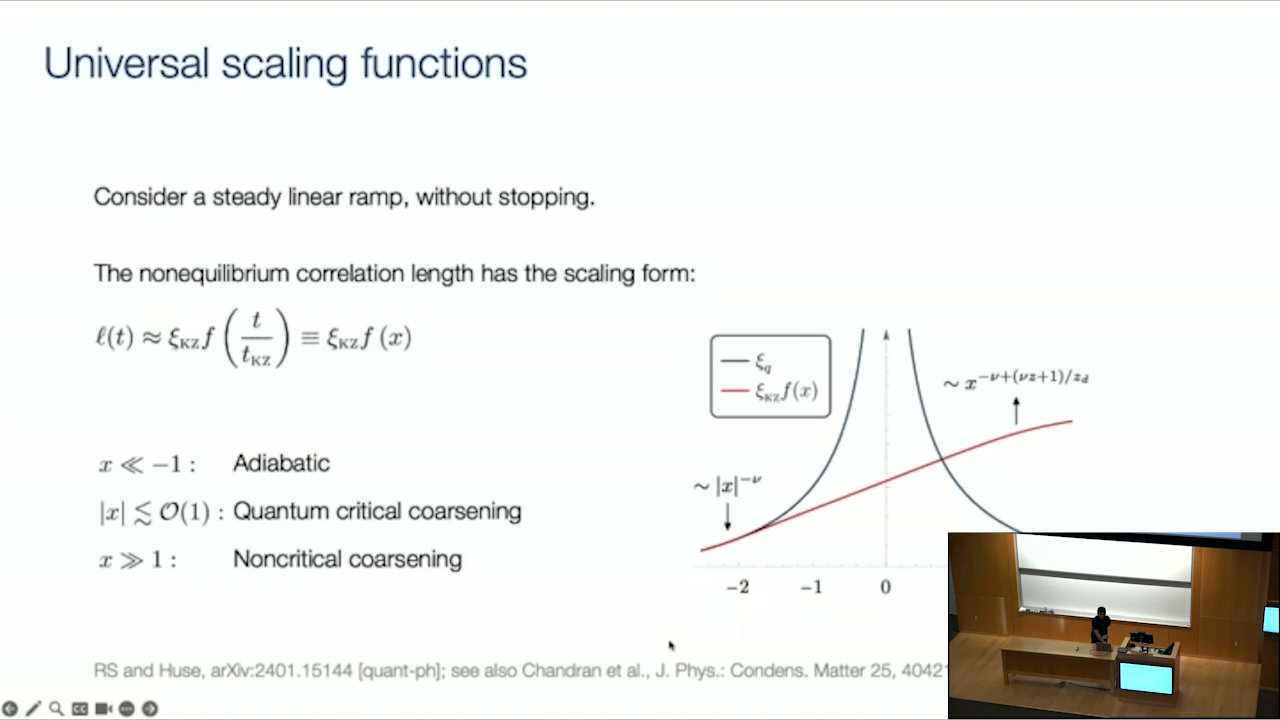 Universal scaling functions
Consider a steady linear ramp, without stopping.
The nonequilibrium correlation length has the scaling form:
ℓ(t) ≈ ξ_KZ f (t / t_KZ) ≡ ξ_KZ f (x)
x ≪ −1 : Adiabatic
|x| ≲ 𝒪(1) : Quantum critical coarsening
x ≫ 1 : Noncritical coarsening
ξ_q
ξ_KZ f(x)
∼ x^{−ν+(νz+1)/z_d}
∼ |x|^{−ν}
−2 −1 0
RS and Huse, arXiv:2401.15144 [quant-ph]; see also Chandran et al., J. Phys.: Condens. Matter 25, 4042